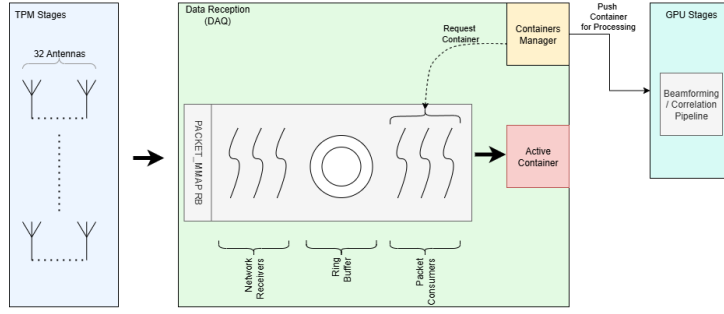 TPM Stages
32 Antennas
Data Reception
(DAQ)
PACKET_MMAP RB
Network
Receivers
Ring
Buffer
Packet
Consumers
Request
Container
Containers
Manager
Active
Container
Push
Container
for Processing
GPU Stages
Beamforming
/ Correlation
Pipeline